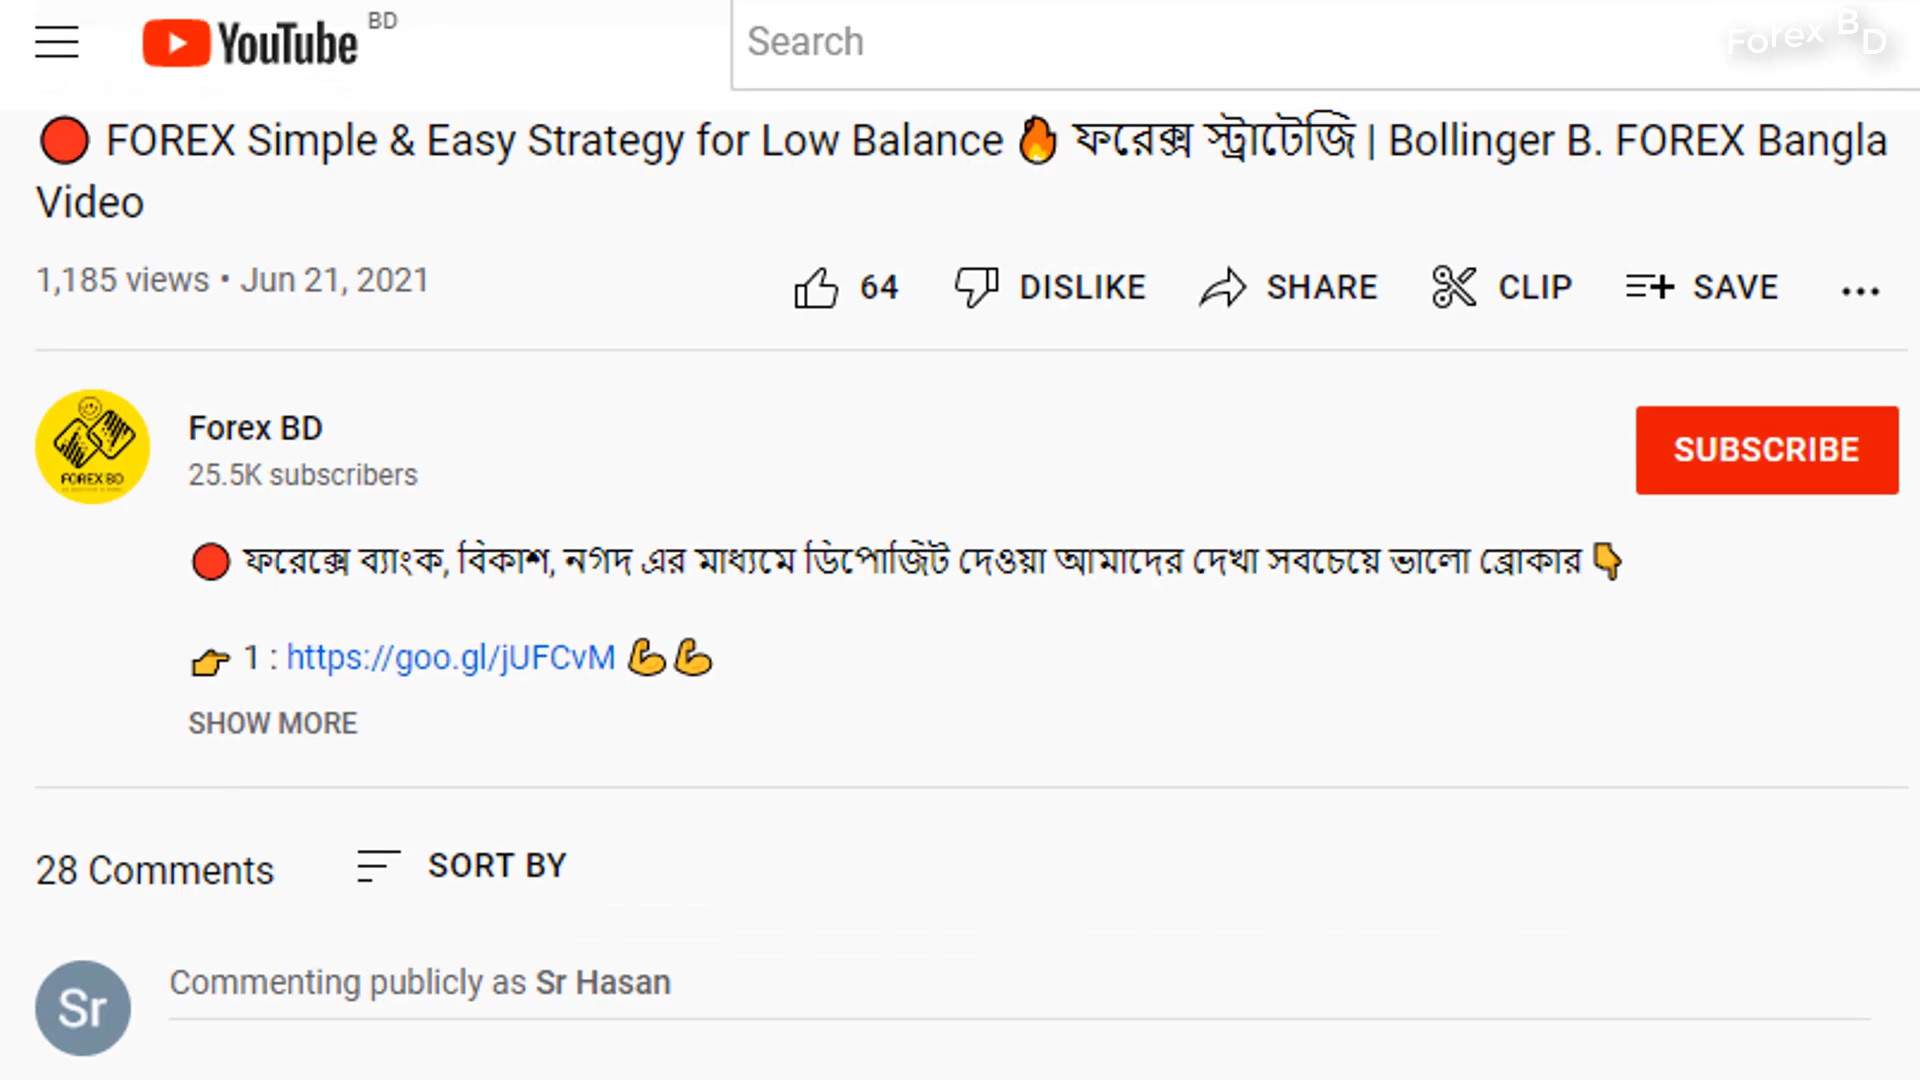 YouTube BD
Search
Forex BD
🔴 FOREX Simple & Easy Strategy for Low Balance 🔥 ফরেক্স স্ট্রাটেজি | Bollinger B. FOREX Bangla
Video
1,185 views • Jun 21, 2021
64 DISLIKE SHARE CLIP SAVE ...
Forex BD
25.5K subscribers
SUBSCRIBE
FOREX BD
🔴 ফরেক্সে ব্যাংক, বিকাশ, নগদ এর মাধ্যমে ডিপোজিট দেওয়া আমাদের দেখা সবচেয়ে ভালো ব্রোকার 👇
👉 1 : https://goo.gl/jUFCvM 💪💪
SHOW MORE
28 Comments SORT BY
Sr
Commenting publicly as Sr Hasan